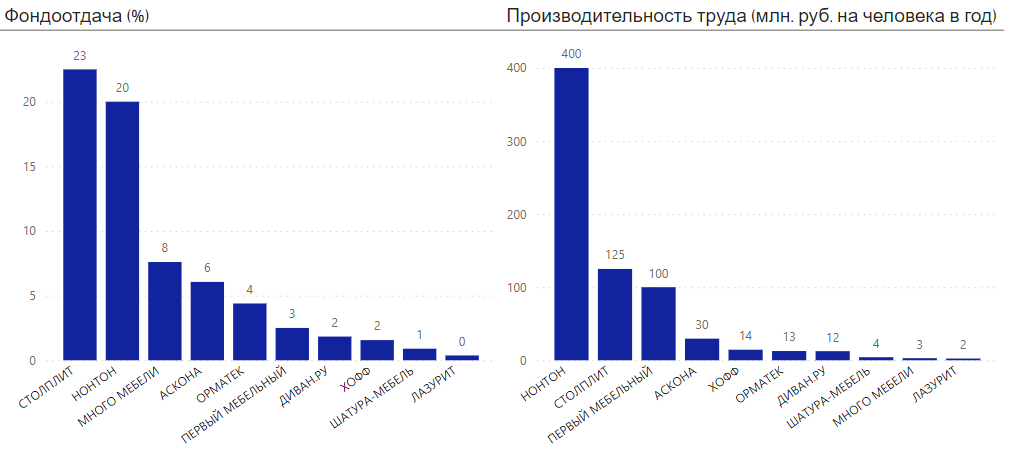 Фондоотдача (%)
23
20
20
15
10
8
6
5
4
3
2
2
1
0
0
СТОЛПЛИТ
НОНТОН
МНОГО МЕБЕЛИ
АСКОНА
ОРМАТЕК
ПЕРВЫЙ МЕБЕЛЬНЫЙ
ДИВАН.РУ
ХОФФ
ШАТУРА-МЕБЕЛЬ
ЛАЗУРИТ
Производительность труда (млн. руб. на человека в год)
400
400
300
200
125
100
100
30
14
13
12
4
3
2
0
НОНТОН
СТОЛПЛИТ
ПЕРВЫЙ МЕБЕЛЬНЫЙ
АСКОНА
ХОФФ
ОРМАТЕК
ДИВАН.РУ
ШАТУРА-МЕБЕЛЬ
МНОГО МЕБЕЛИ
ЛАЗУРИТ